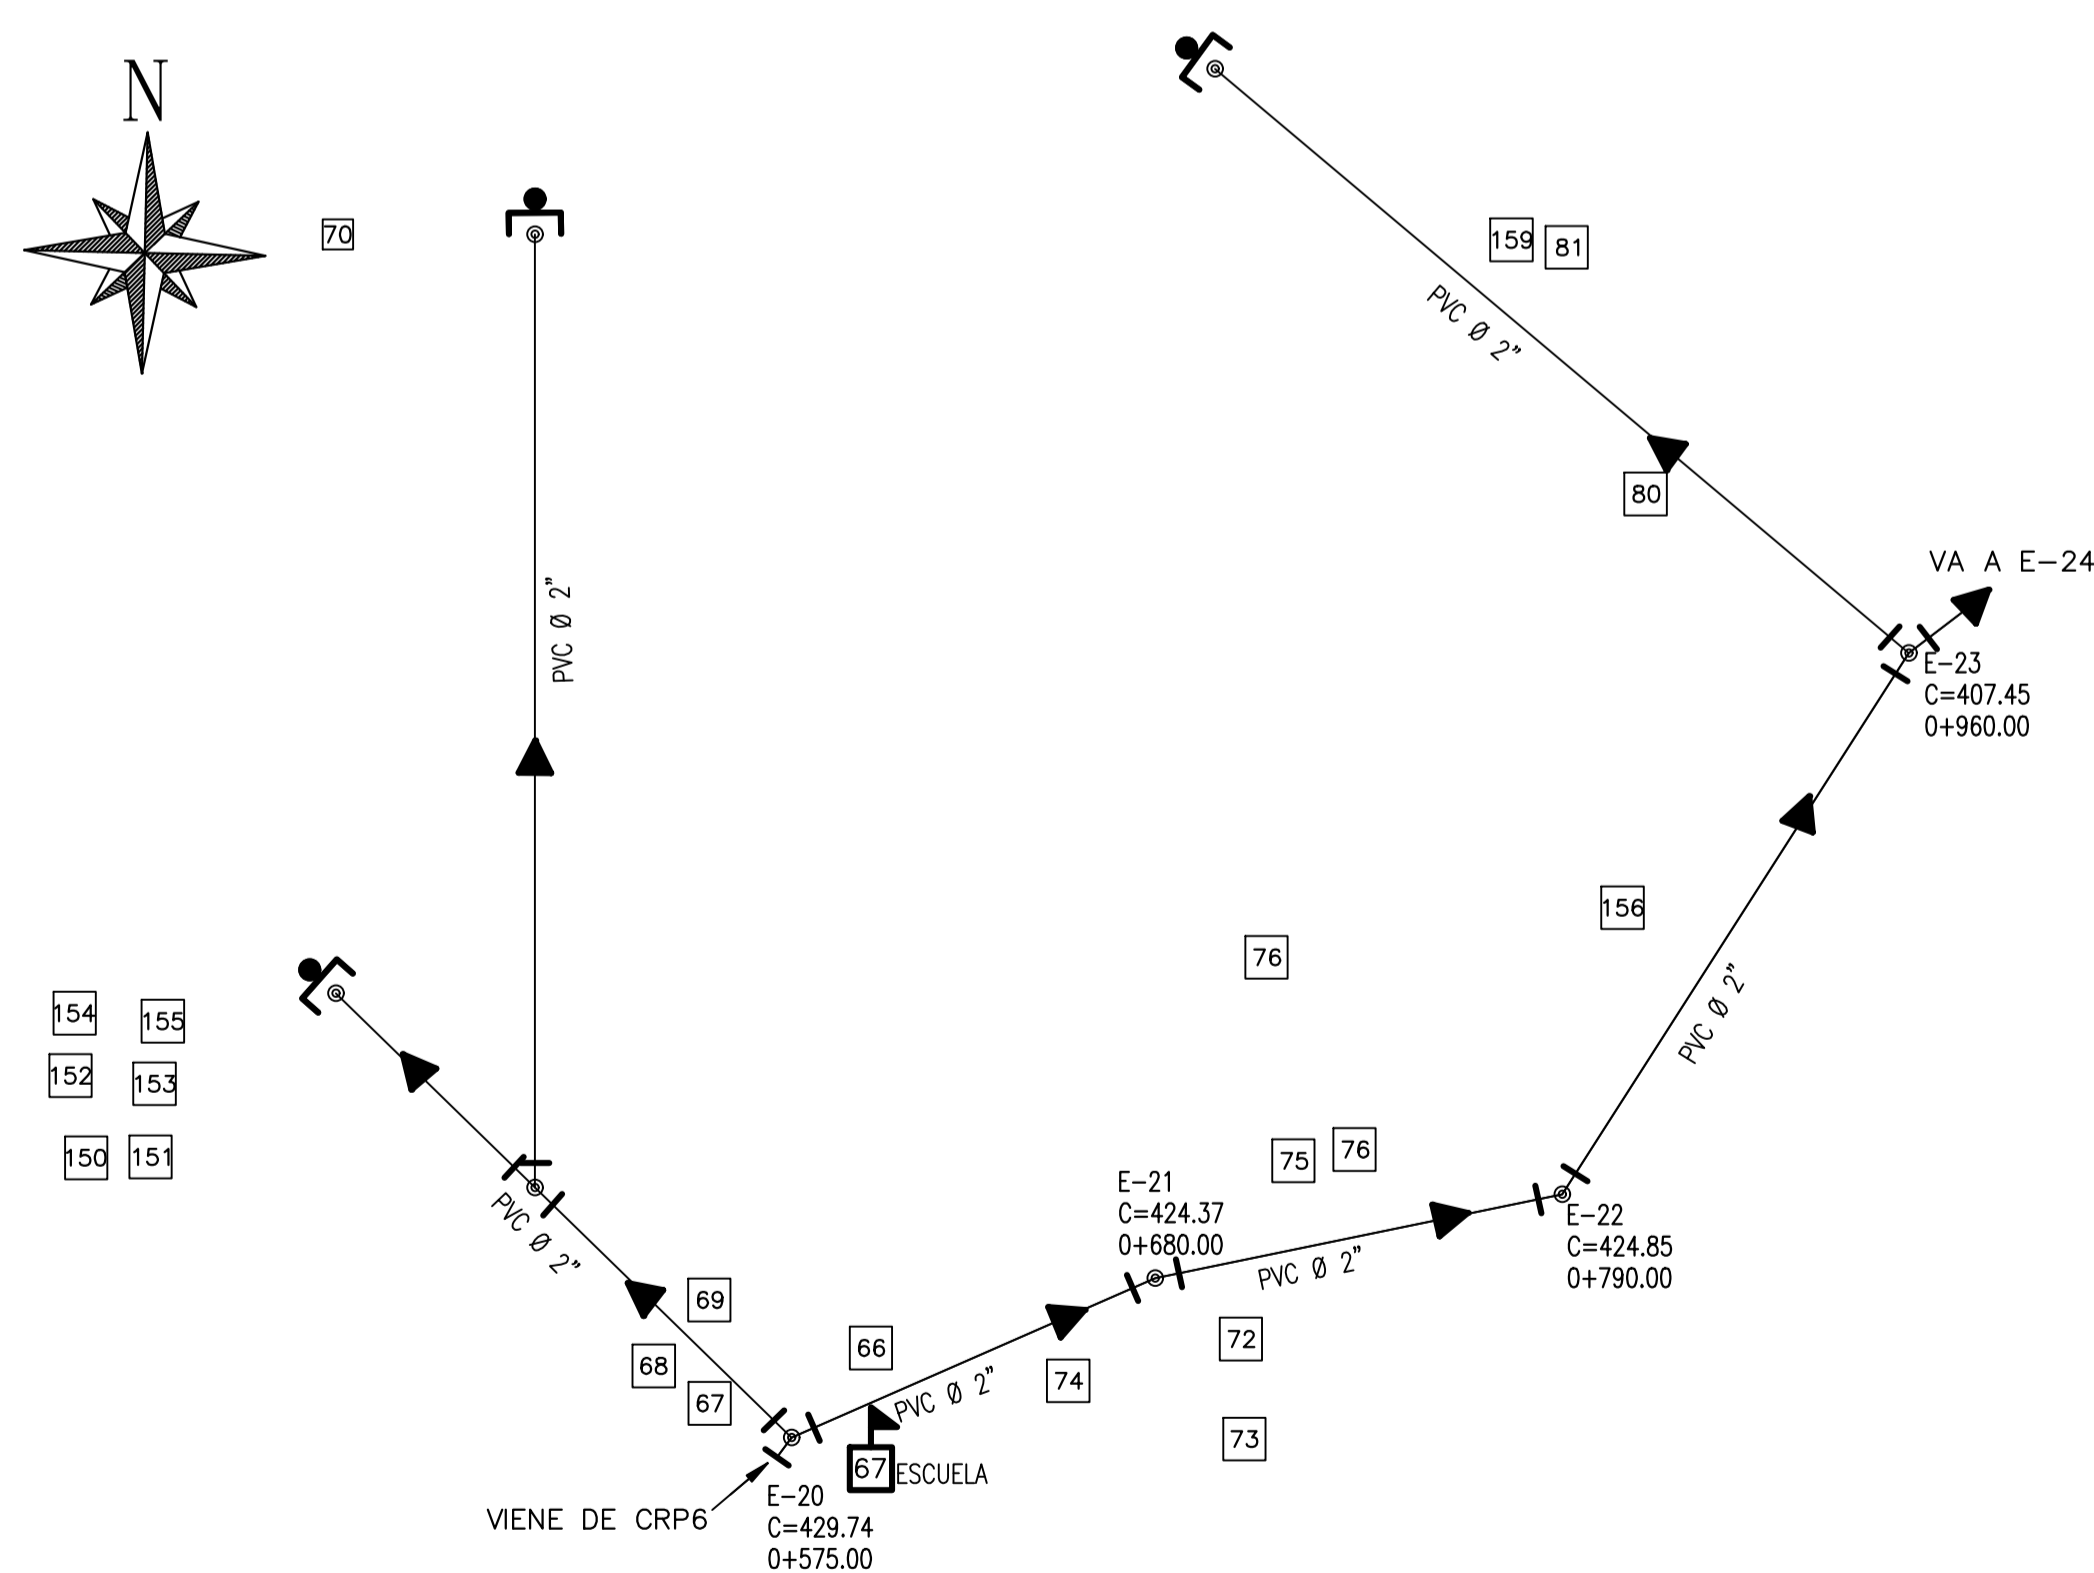 N
70
159
81
PVC Ø 2"
80
VA A E-24
E-23
C=407.45
0+960.00
PVC Ø 2"
156
76
PVC Ø 2"
154
155
152
153
150
151
75
76
E-21
C=424.37
0+680.00
E-22
C=424.85
0+790.00
PVC Ø 2"
PVC Ø 2"
69
68
67
66
72
74
PVC Ø 2"
73
67
ESCUELA
VIENE DE CRP6
E-20
C=429.74
0+575.00